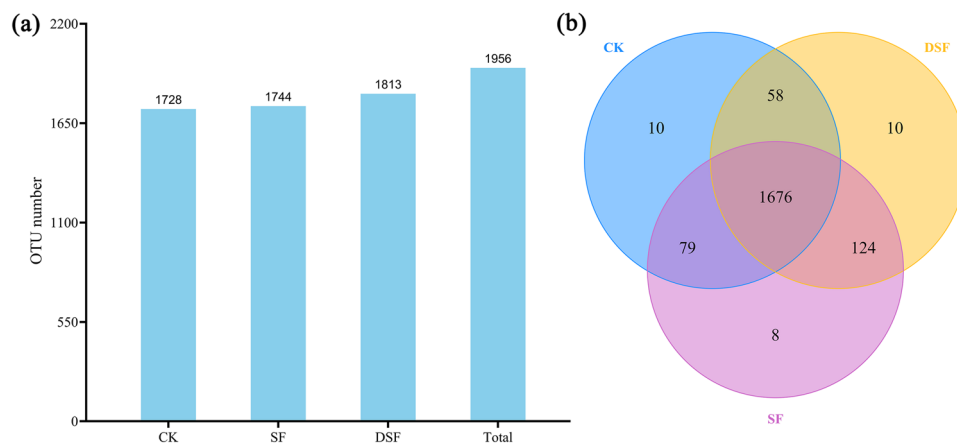 (a)
2200
1650
1100
550
0
OTU number
1728
1744
1813
1956
CK
SF
DSF
Total
(b)
CK
DSF
58
10
10
1676
79
124
8
SF